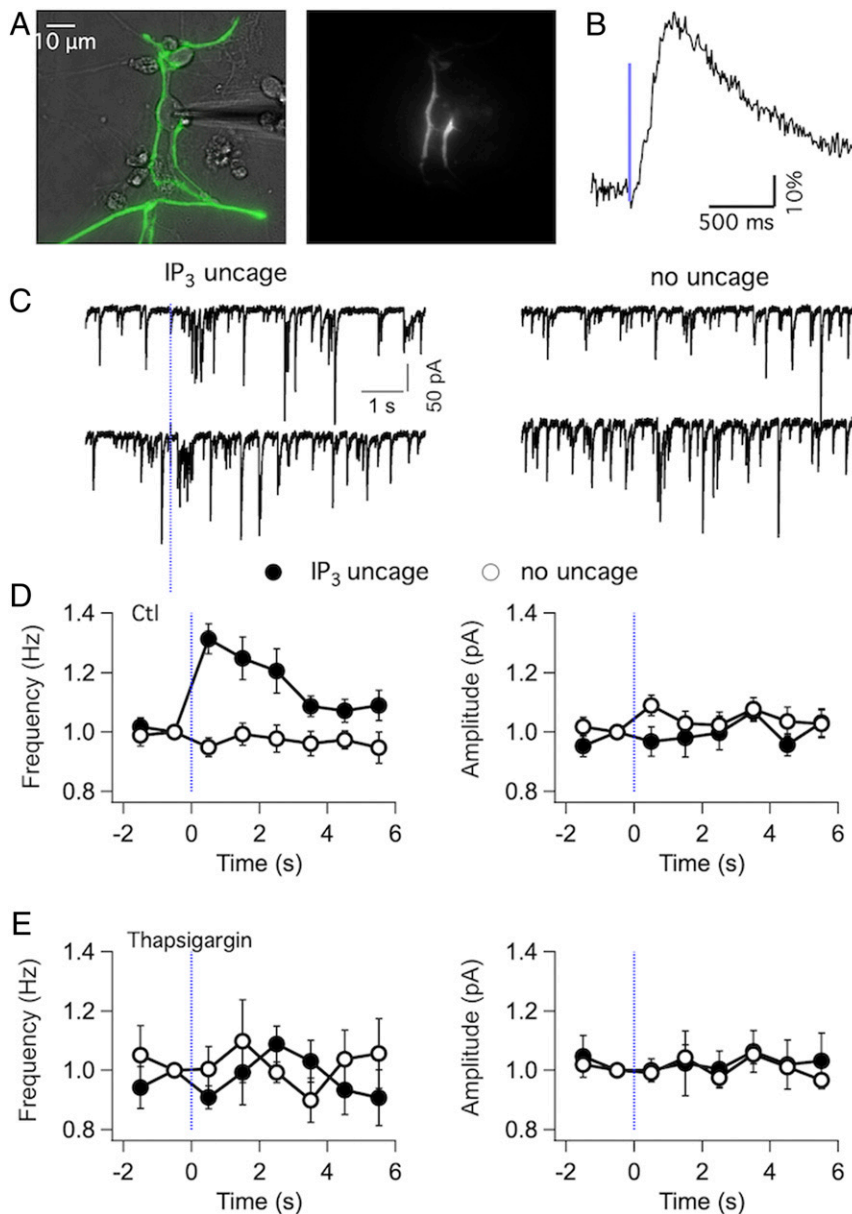 A
10 μm
B
10%
500 ms
IP3 uncage
no uncage
C
50 pA
1 s
IP3 uncage
no uncage
D
Ctl
Frequency (Hz)
1.4
1.2
1.0
0.8
-2 0 2 4 6
Time (s)
Amplitude (pA)
1.4
1.2
1.0
0.8
-2 0 2 4 6
Time (s)
E
Thapsigargin
Frequency (Hz)
1.4
1.2
1.0
0.8
-2 0 2 4 6
Time (s)
Amplitude (pA)
1.4
1.2
1.0
0.8
-2 0 2 4 6
Time (s)